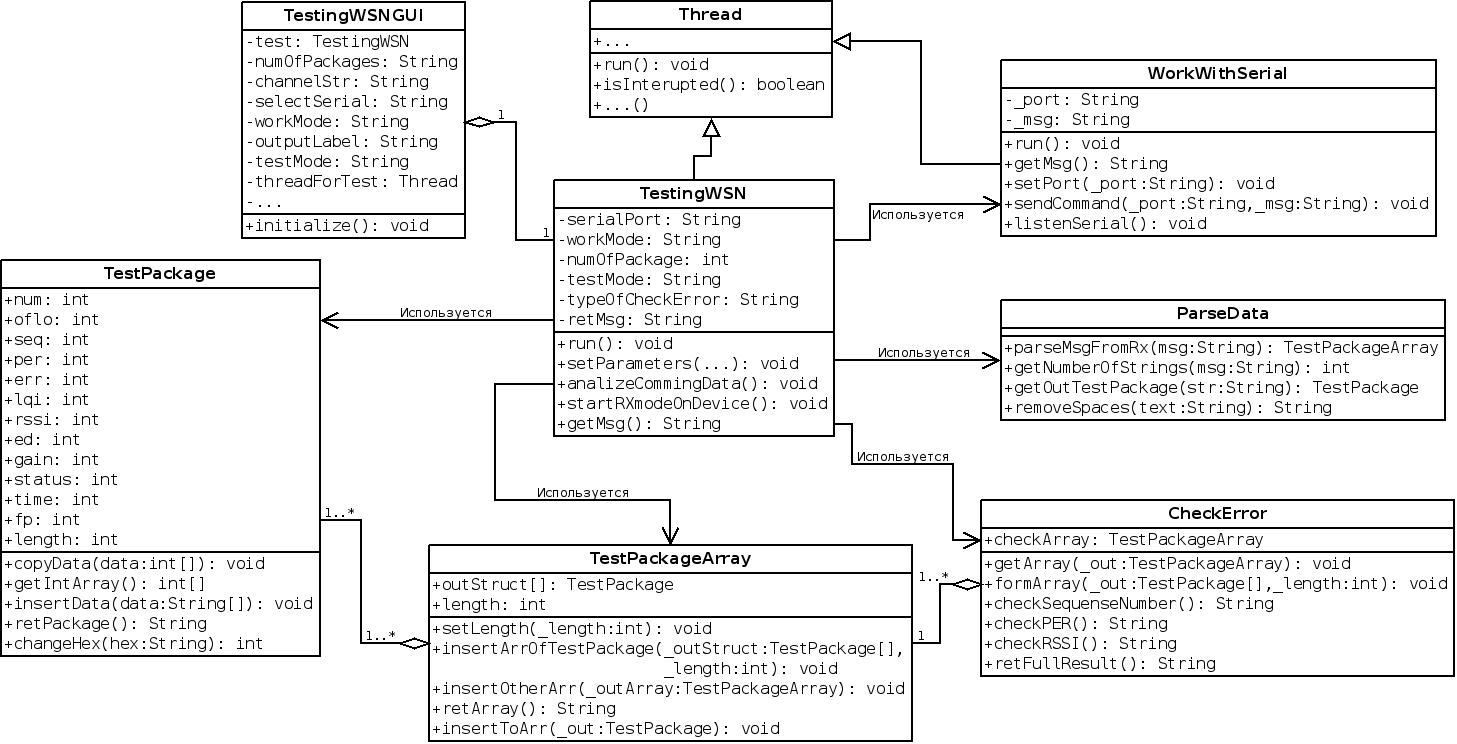 TestingWSNGUI
-test: TestingWSN
-numOfPackages: String
-channelStr: String
-selectSerial: String
-workMode: String
-outputLabel: String
-testMode: String
-threadForTest: Thread
-...
+initialize(): void
1
1
Thread
+...
+run(): void
+isInterupted(): boolean
+...()
WorkWithSerial
-_port: String
-_msg: String
+run(): void
+getMsg(): String
+setPort(_port:String): void
+sendCommand(_port:String,_msg:String): void
+listenSerial(): void
TestingWSN
-serialPort: String
-workMode: String
-numOfPackage: int
-testMode: String
-typeOfCheckError: String
-retMsg: String
+run(): void
+setParameters(...): void
+analizeCommingData(): void
+startRXmodeOnDevice(): void
+getMsg(): String
Используется
Используется
Используется
Используется
Используется
TestPackage
+num: int
+oflo: int
+seq: int
+per: int
+err: int
+lqi: int
+rssi: int
+ed: int
+gain: int
+status: int
+time: int
+fp: int
+length: int
+copyData(data:int[]): void
+getIntArray(): int[]
+insertData(data:String[]): void
+retPackage(): String
+changeHex(hex:String): int
1..*
1..*
ParseData
+parseMsgFromRx(msg:String): TestPackageArray
+getNumberOfStrings(msg:String): int
+getOutTestPackage(str:String): TestPackage
+removeSpaces(text:String): String
TestPackageArray
+outStruct[]: TestPackage
+length: int
+setLength(_length:int): void
+insertArrOfTestPackage(_outStruct:TestPackage[],
_length:int): void
+insertOtherArr(_outArray:TestPackageArray): void
+retArray(): String
+insertToArr(_out:TestPackage): void
1..*
1
CheckError
+checkArray: TestPackageArray
+getArray(_out:TestPackageArray): void
+formArray(_out:TestPackage[],_length:int): void
+checkSequenseNumber(): String
+checkPER(): String
+checkRSSI(): String
+retFullResult(): String